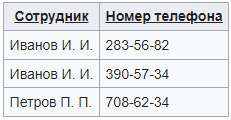 Сотрудник Номер телефона
Иванов И. И. 283-56-82
Иванов И. И. 390-57-34
Петров П. П. 708-62-34